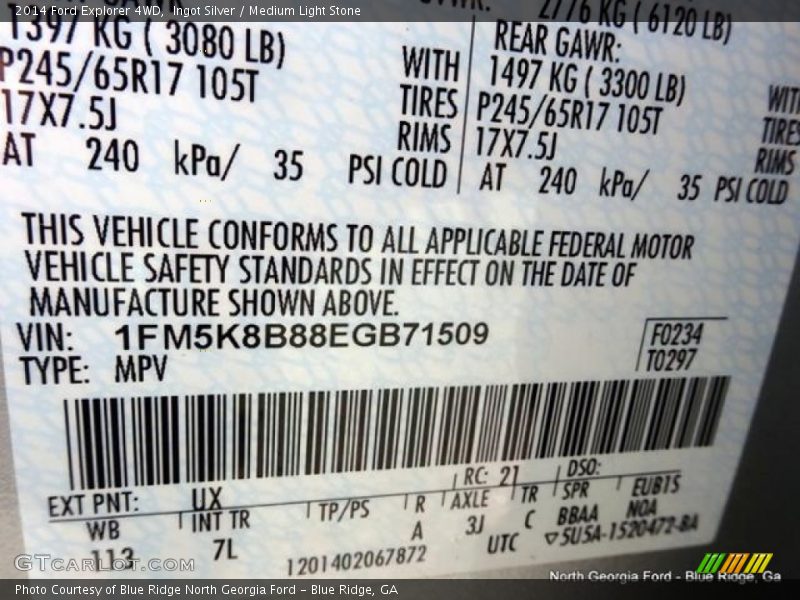 2014 Ford Explorer 4WD, Ingot Silver / Medium Light Stone
2776 KG ( 6120 LB)
1397 KG ( 3080 LB) REAR GAWR:
P245/65R17 105T WITH 1497 KG ( 3300 LB) WITH
17X7.5J TIRES P245/65R17 105T TIRES
RIMS 17X7.5J RIMS
AT 240 kPa/ 35 PSI COLD AT 240 kPa/ 35 PSI COLD
THIS VEHICLE CONFORMS TO ALL APPLICABLE FEDERAL MOTOR
VEHICLE SAFETY STANDARDS IN EFFECT ON THE DATE OF
MANUFACTURE SHOWN ABOVE.
VIN: 1FM5K8B88EGB71509 F0234
TYPE: MPV T0297
EXT PNT: UX RC: 21 DSO:
WB INT TR TP/PS R AXLE TR SPR EUB15
113 7L A 3J C BBAA NOA
1201402067872 UTC ▽5U5A-1520472-BA
GTCarLot.com
North Georgia Ford - Blue Ridge, Ga
Photo Courtesy of Blue Ridge North Georgia Ford – Blue Ridge, GA